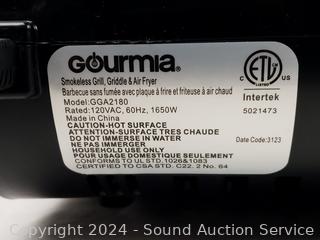 GOURMIA®
Smokeless Grill, Griddle & Air Fryer
Barbecue sans fumée avec plaque à frire et friteuse à air chaud
Model:GGA2180
Rated:120VAC, 60Hz, 1650W
Made in China
CAUTION-HOT SURFACE
ATTENTION-SURFACE TRES CHAUDE
DO NOT IMMERSE IN WATER
NE PAS IMMERGER
HOUSEHOLD USE ONLY
POUR USAGE DOMESTIQUE SEULEMENT
CONFORMS TO UL STD.1026&1083
CERTIFIED TO CSA STD. C22. 2 No. 64
C ETL US
LISTED
Intertek
5021473
Date Code:3123
Copyright 2024 - Sound Auction Service